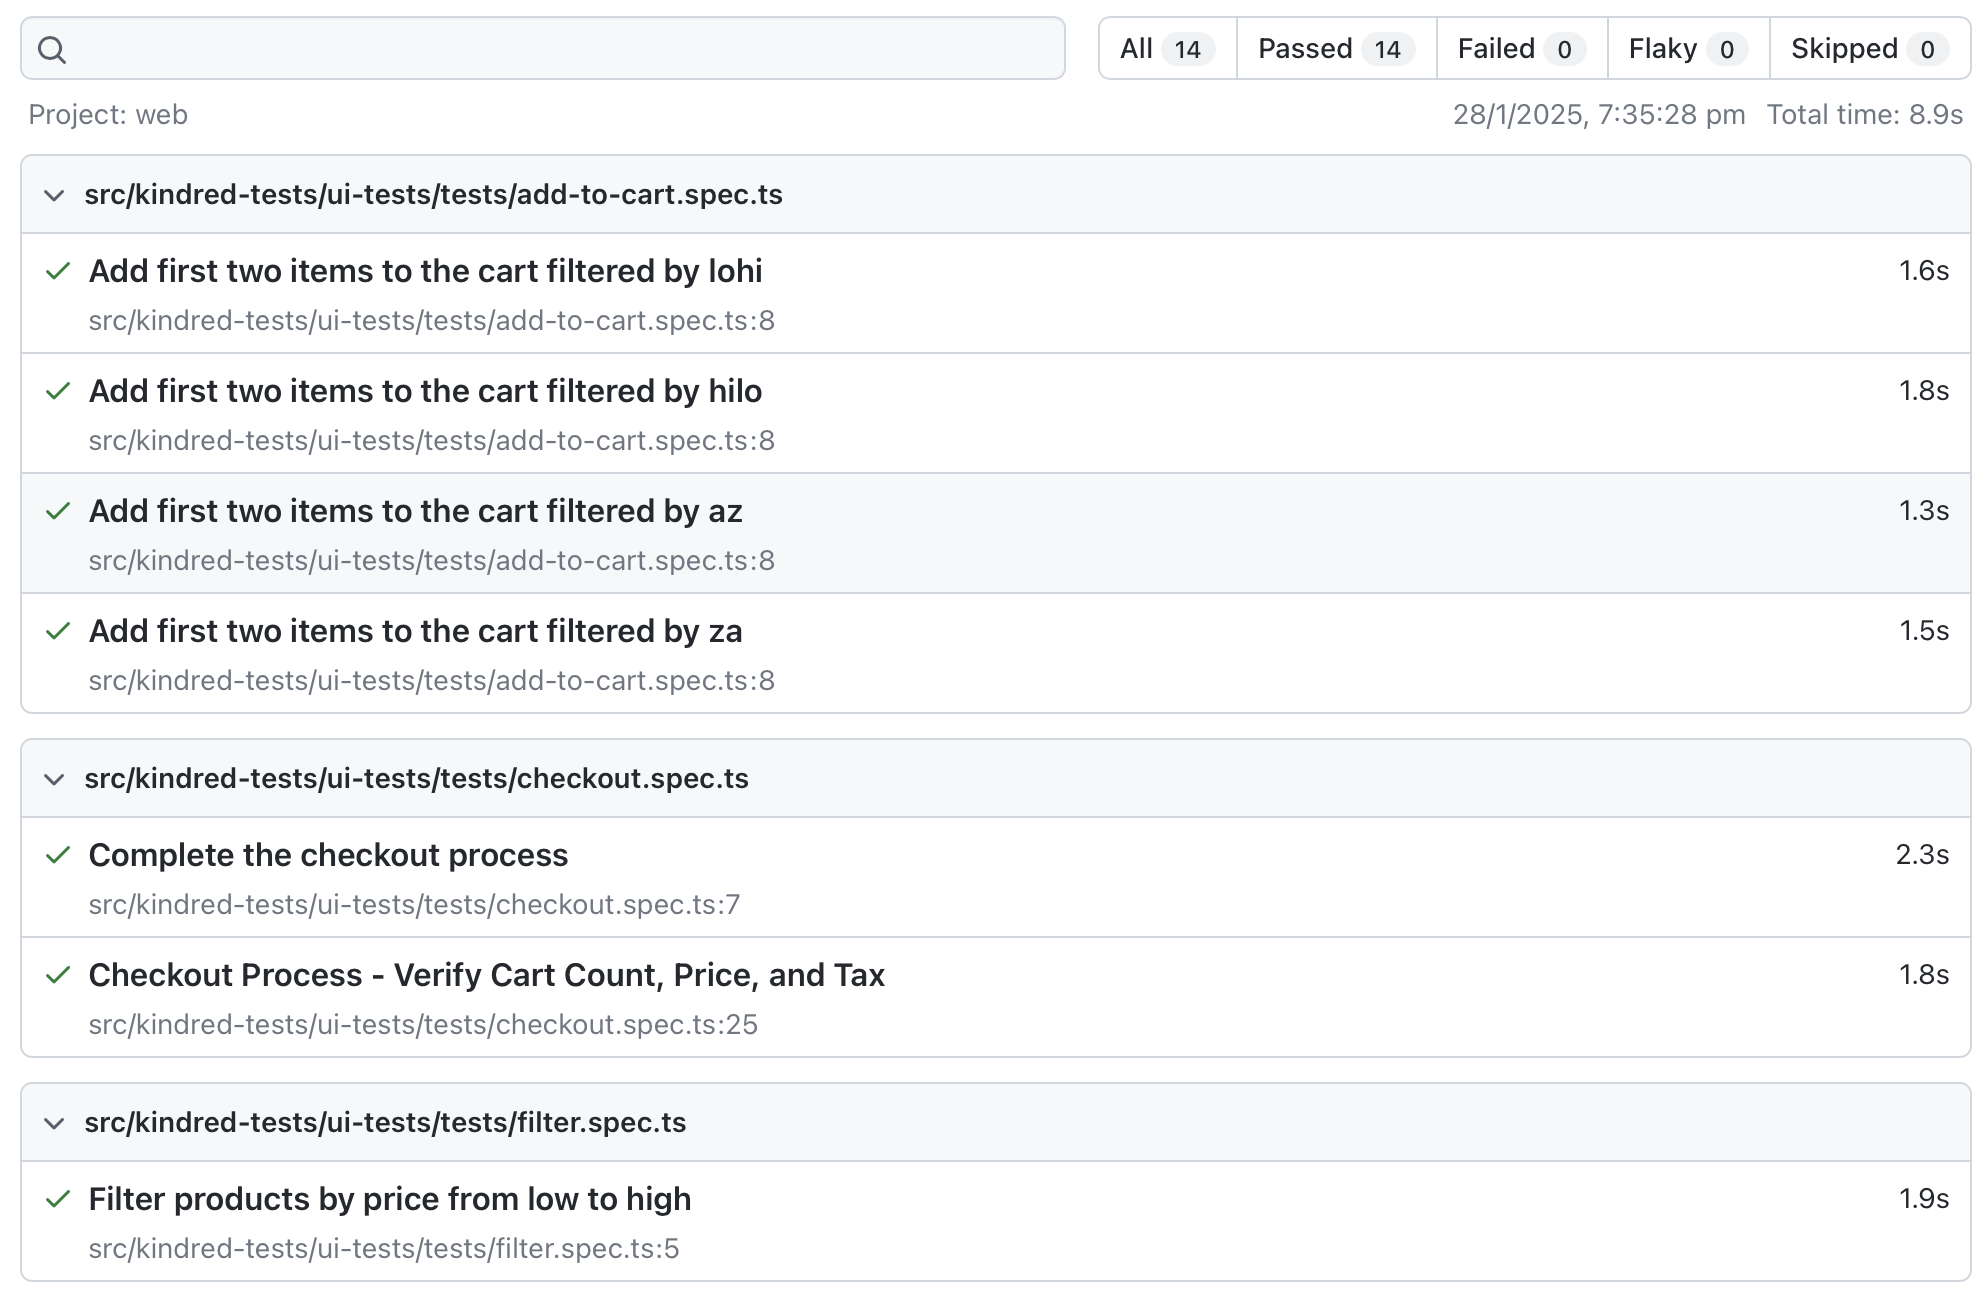 All 14 Passed 14 Failed 0 Flaky 0 Skipped 0
Project: web 28/1/2025, 7:35:28 pm Total time: 8.9s
src/kindred-tests/ui-tests/tests/add-to-cart.spec.ts
Add first two items to the cart filtered by lohi 1.6s
src/kindred-tests/ui-tests/tests/add-to-cart.spec.ts:8
Add first two items to the cart filtered by hilo 1.8s
src/kindred-tests/ui-tests/tests/add-to-cart.spec.ts:8
Add first two items to the cart filtered by az 1.3s
src/kindred-tests/ui-tests/tests/add-to-cart.spec.ts:8
Add first two items to the cart filtered by za 1.5s
src/kindred-tests/ui-tests/tests/add-to-cart.spec.ts:8
src/kindred-tests/ui-tests/tests/checkout.spec.ts
Complete the checkout process 2.3s
src/kindred-tests/ui-tests/tests/checkout.spec.ts:7
Checkout Process - Verify Cart Count, Price, and Tax 1.8s
src/kindred-tests/ui-tests/tests/checkout.spec.ts:25
src/kindred-tests/ui-tests/tests/filter.spec.ts
Filter products by price from low to high 1.9s
src/kindred-tests/ui-tests/tests/filter.spec.ts:5